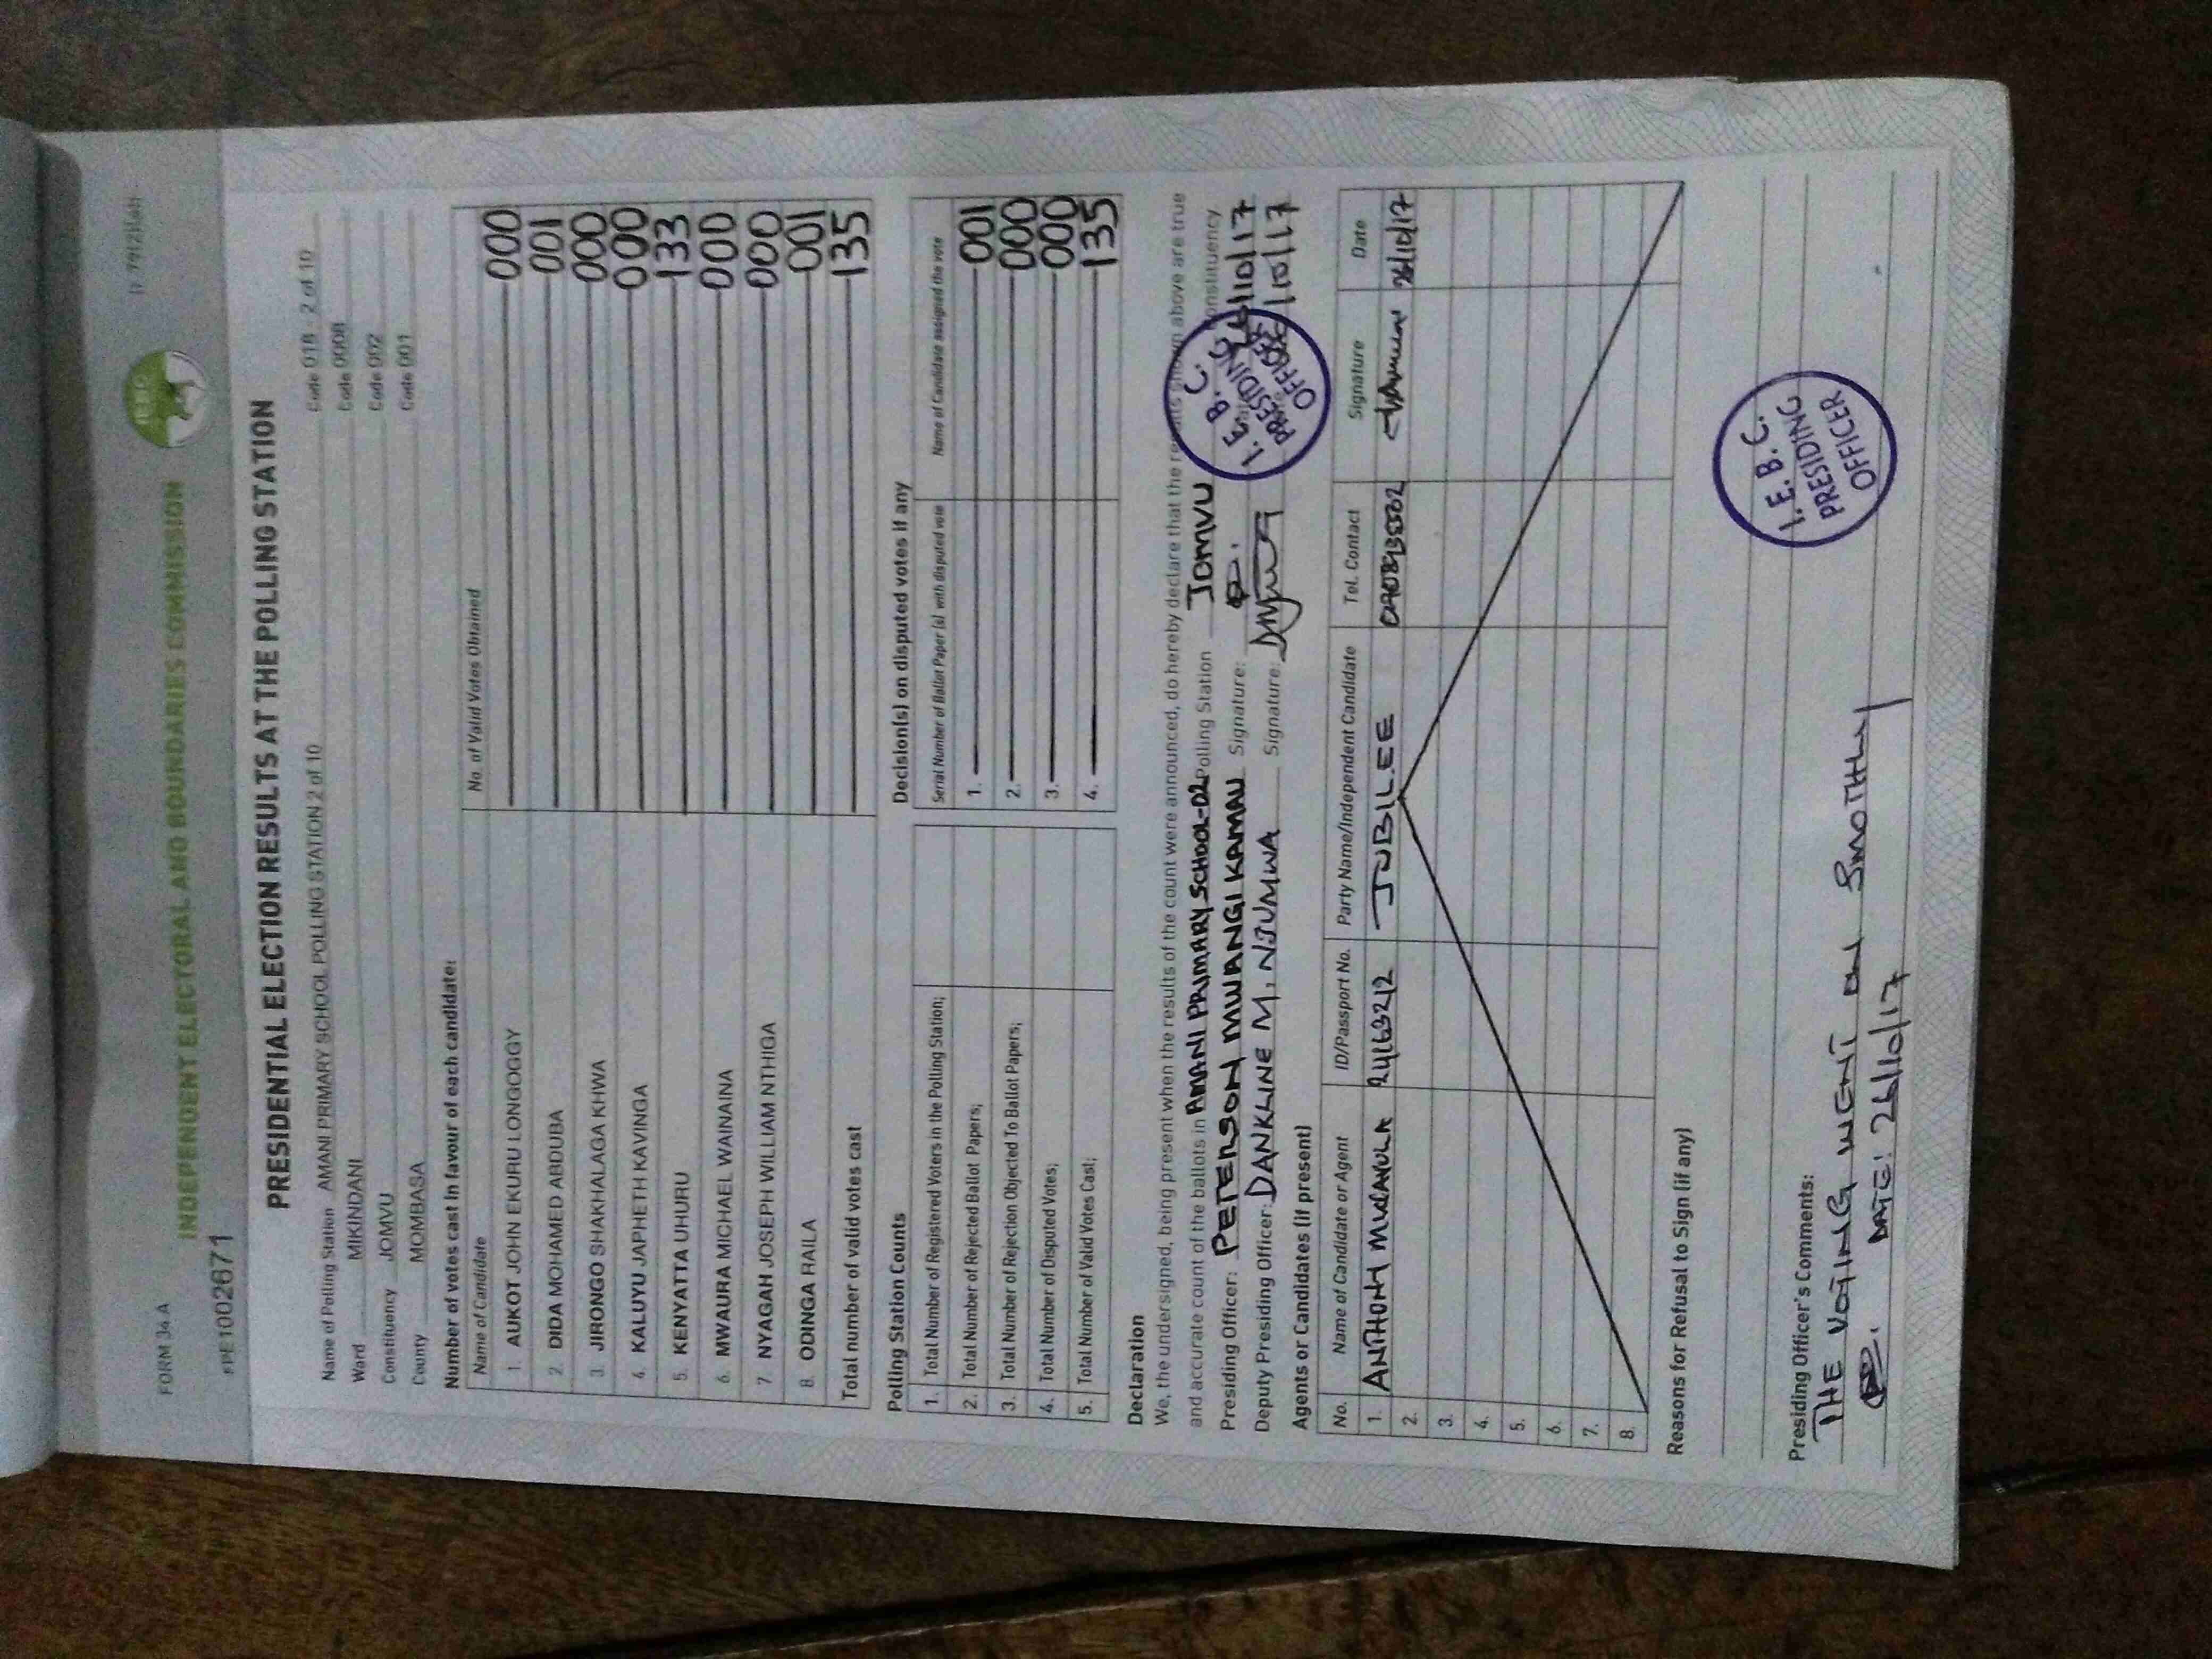 FORM 34 A
INDEPENDENT ELECTORAL AND BOUNDARIES COMMISSION
IEBC
PRESIDENTIAL ELECTION RESULTS AT THE POLLING STATION
Name of Polling Station AMANI PRIMARY SCHOOL POLLING STATION 2 of 10 Code 018 - 2 of 10
Ward MIKINDANI Code 0008
Constituency JOMVU Code 002
County MOMBASA Code 001
Number of votes cast in favour of each candidate:
Name of Candidate No. of Valid Votes Obtained
1. AUKOT JOHN EKURU LONGOGGY 000
2. DIDA MOHAMED ABDUBA 001
3. JIRONGO SHAKHALAGA KHWA 000
4. KALUYU JAPHETH KAVINGA 000
5. KENYATTA UHURU 133
6. MWAURA MICHAEL WAINAINA 000
7. NYAGAH JOSEPH WILLIAM NTHIGA 000
8. ODINGA RAILA 001
Total number of valid votes cast 135
Polling Station Counts
1. Total Number of Registered Voters in the Polling Station;
2. Total Number of Rejected Ballot Papers;
3. Total Number of Rejection Objected To Ballot Papers;
4. Total Number of Disputed Votes;
5. Total Number of Valid Votes Cast;
Decision(s) on disputed votes if any
Serial Number of Ballot Paper (s) with disputed vote Name of Candidate assigned the vote
1. 001
2. 000
3. 000
4. 135
Declaration
We, the undersigned, being present when the results of the count were announced, do hereby declare that the results shown above are true
and accurate count of the ballots in AMANI PRIMARY SCHOOL-02 Polling Station JOMVU Constituency
Presiding Officer: PETERSON MWANGI KAMAU Signature: /10/17
Deputy Presiding Officer: DANKLINE M. NJUMWA Signature: /10/17
I. E. B. C. PRESIDING OFFICER
Agents or Candidates (if present)
No. Name of Candidate or Agent ID/Passport No. Party Name/Independent Candidate Tel. Contact Signature Date
1. ANTHONY JUBILEE 26/10/17
2.
3.
4.
5.
6.
7.
8.
Reasons for Refusal to Sign (if any)
Presiding Officer's Comments:
THE VOTING WENT ON SMOTHLY
DATE: 26/10/17
I. E. B. C.
PRESIDING
OFFICER